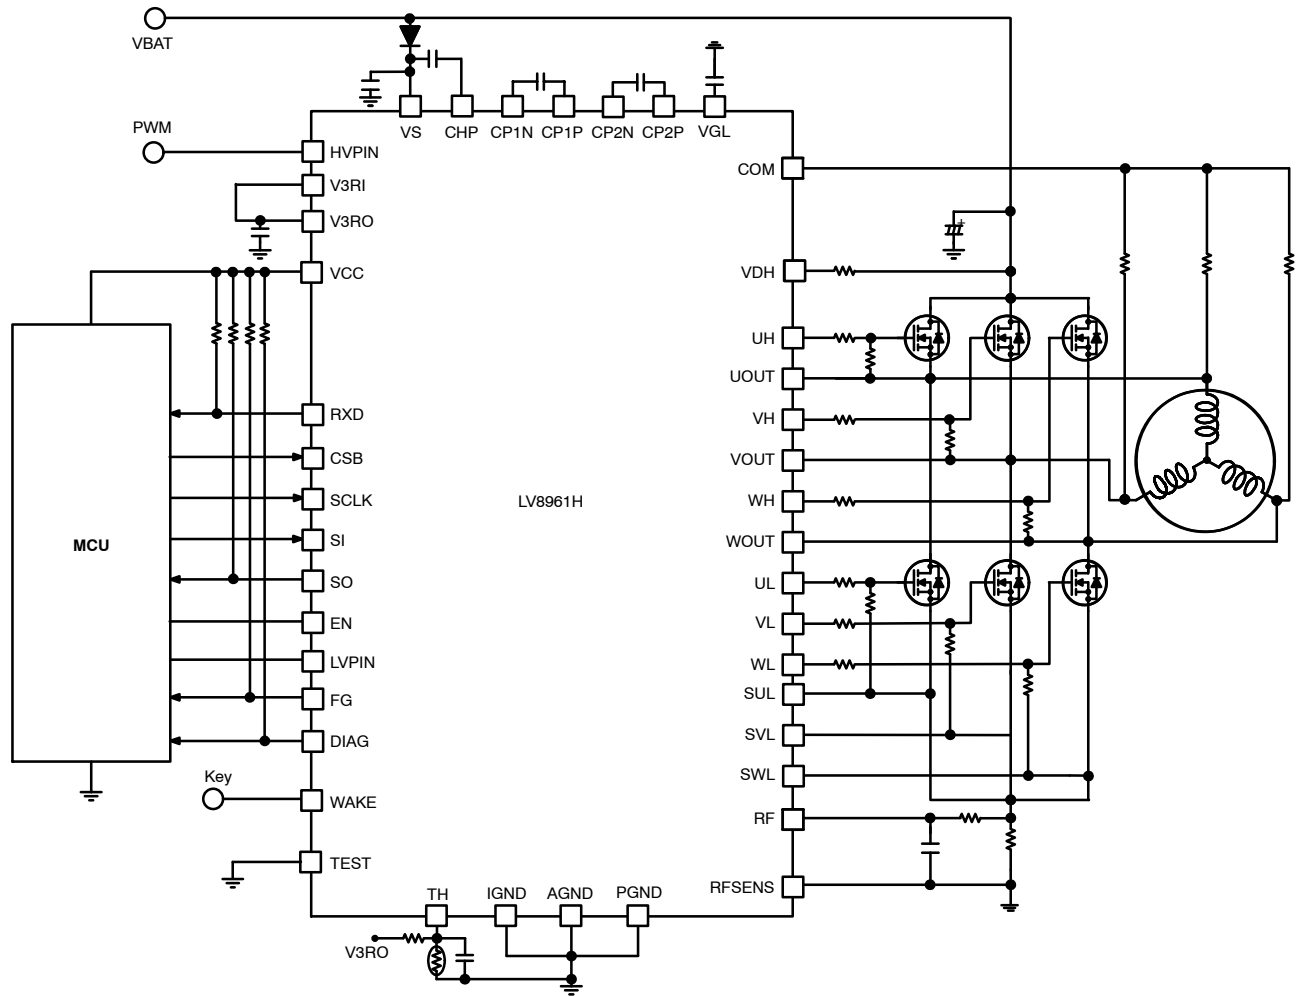 VBAT
VS
CHP
CP1N
CP1P
CP2N
CP2P
VGL
PWM
HVPIN
V3RI
V3RO
VCC
RXD
CSB
SCLK
SI
SO
EN
LVPIN
FG
DIAG
Key
WAKE
TEST
MCU
LV8961H
COM
+
VDH
UH
UOUT
VH
VOUT
WH
WOUT
UL
VL
WL
SUL
SVL
SWL
RF
RFSENS
TH
IGND
AGND
PGND
V3RO